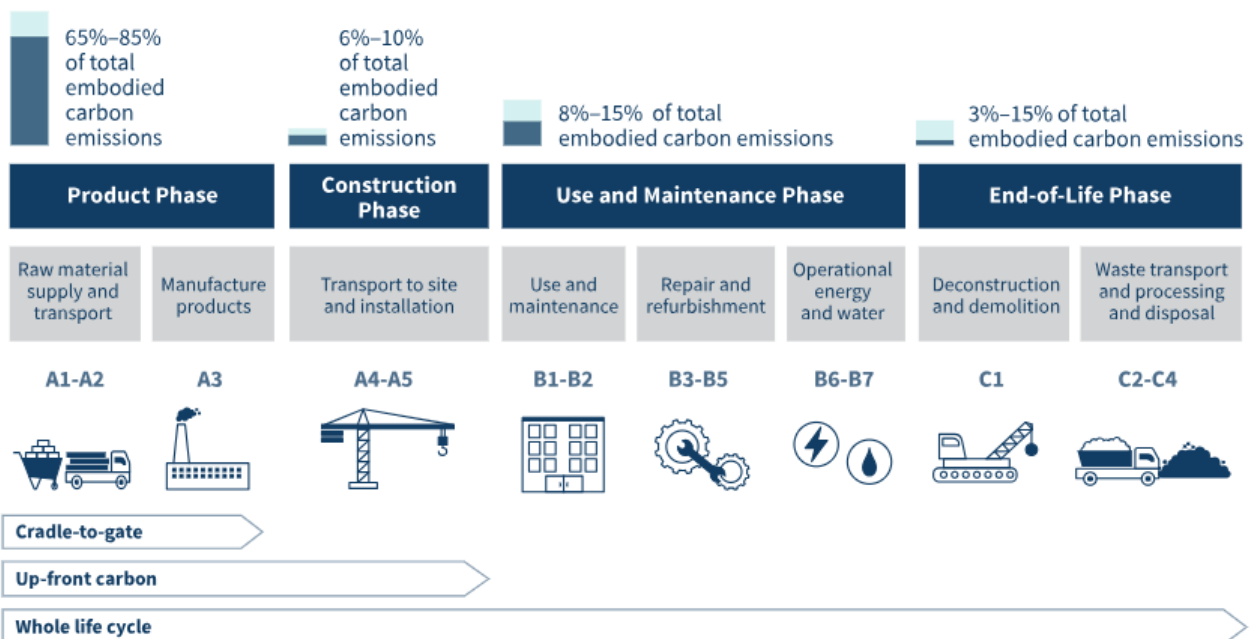 65%–85%
of total
embodied
carbon
emissions
6%–10%
of total
embodied
carbon
emissions
8%–15% of total
embodied carbon emissions
3%–15% of total
embodied carbon emissions
Product Phase
Construction
Phase
Use and Maintenance Phase
End-of-Life Phase
Raw material
supply and
transport
Manufacture
products
Transport to site
and installation
Use and
maintenance
Repair and
refurbishment
Operational
energy
and water
Deconstruction
and demolition
Waste transport
and processing
and disposal
A1-A2
A3
A4-A5
B1-B2
B3-B5
B6-B7
C1
C2-C4
Cradle-to-gate
Up-front carbon
Whole life cycle